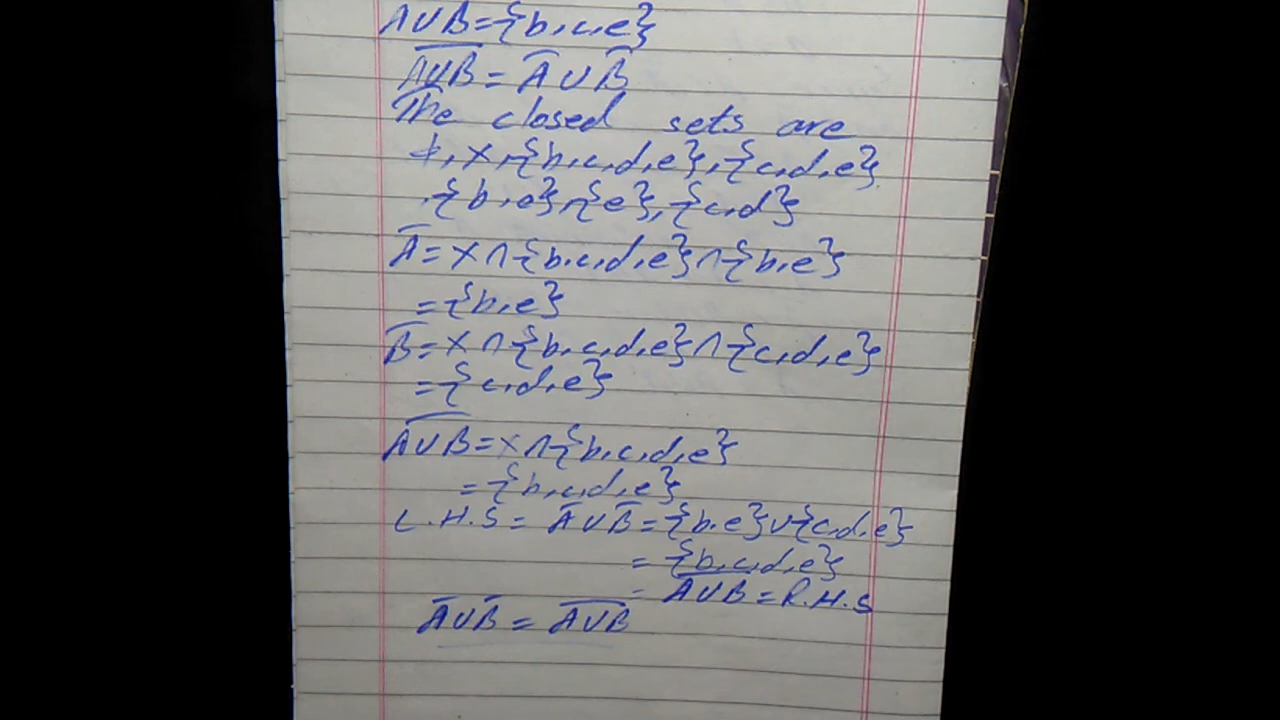 A∪B={b,c,e}
A̅∪̅B̅ = A̅ ∪ B̅
The closed sets are
ϕ, X, {b,c,d,e}, {c,d,e}
,{b,e}, {e}, {c,d}
A̅ = X∩{b,c,d,e}∩{b,e}
={b,e}
B̅ = X∩{b,c,d,e}∩{c,d,e}
={c,d,e}
A̅∪̅B̅ = X∩{b,c,d,e}
={b,c,d,e}
L.H.S = A̅∪B̅ = {b,e}∪{c,d,e}
= {b,c,d,e}
= A̅∪̅B̅ = R.H.S
A̅∪B̅ = A̅∪̅B̅